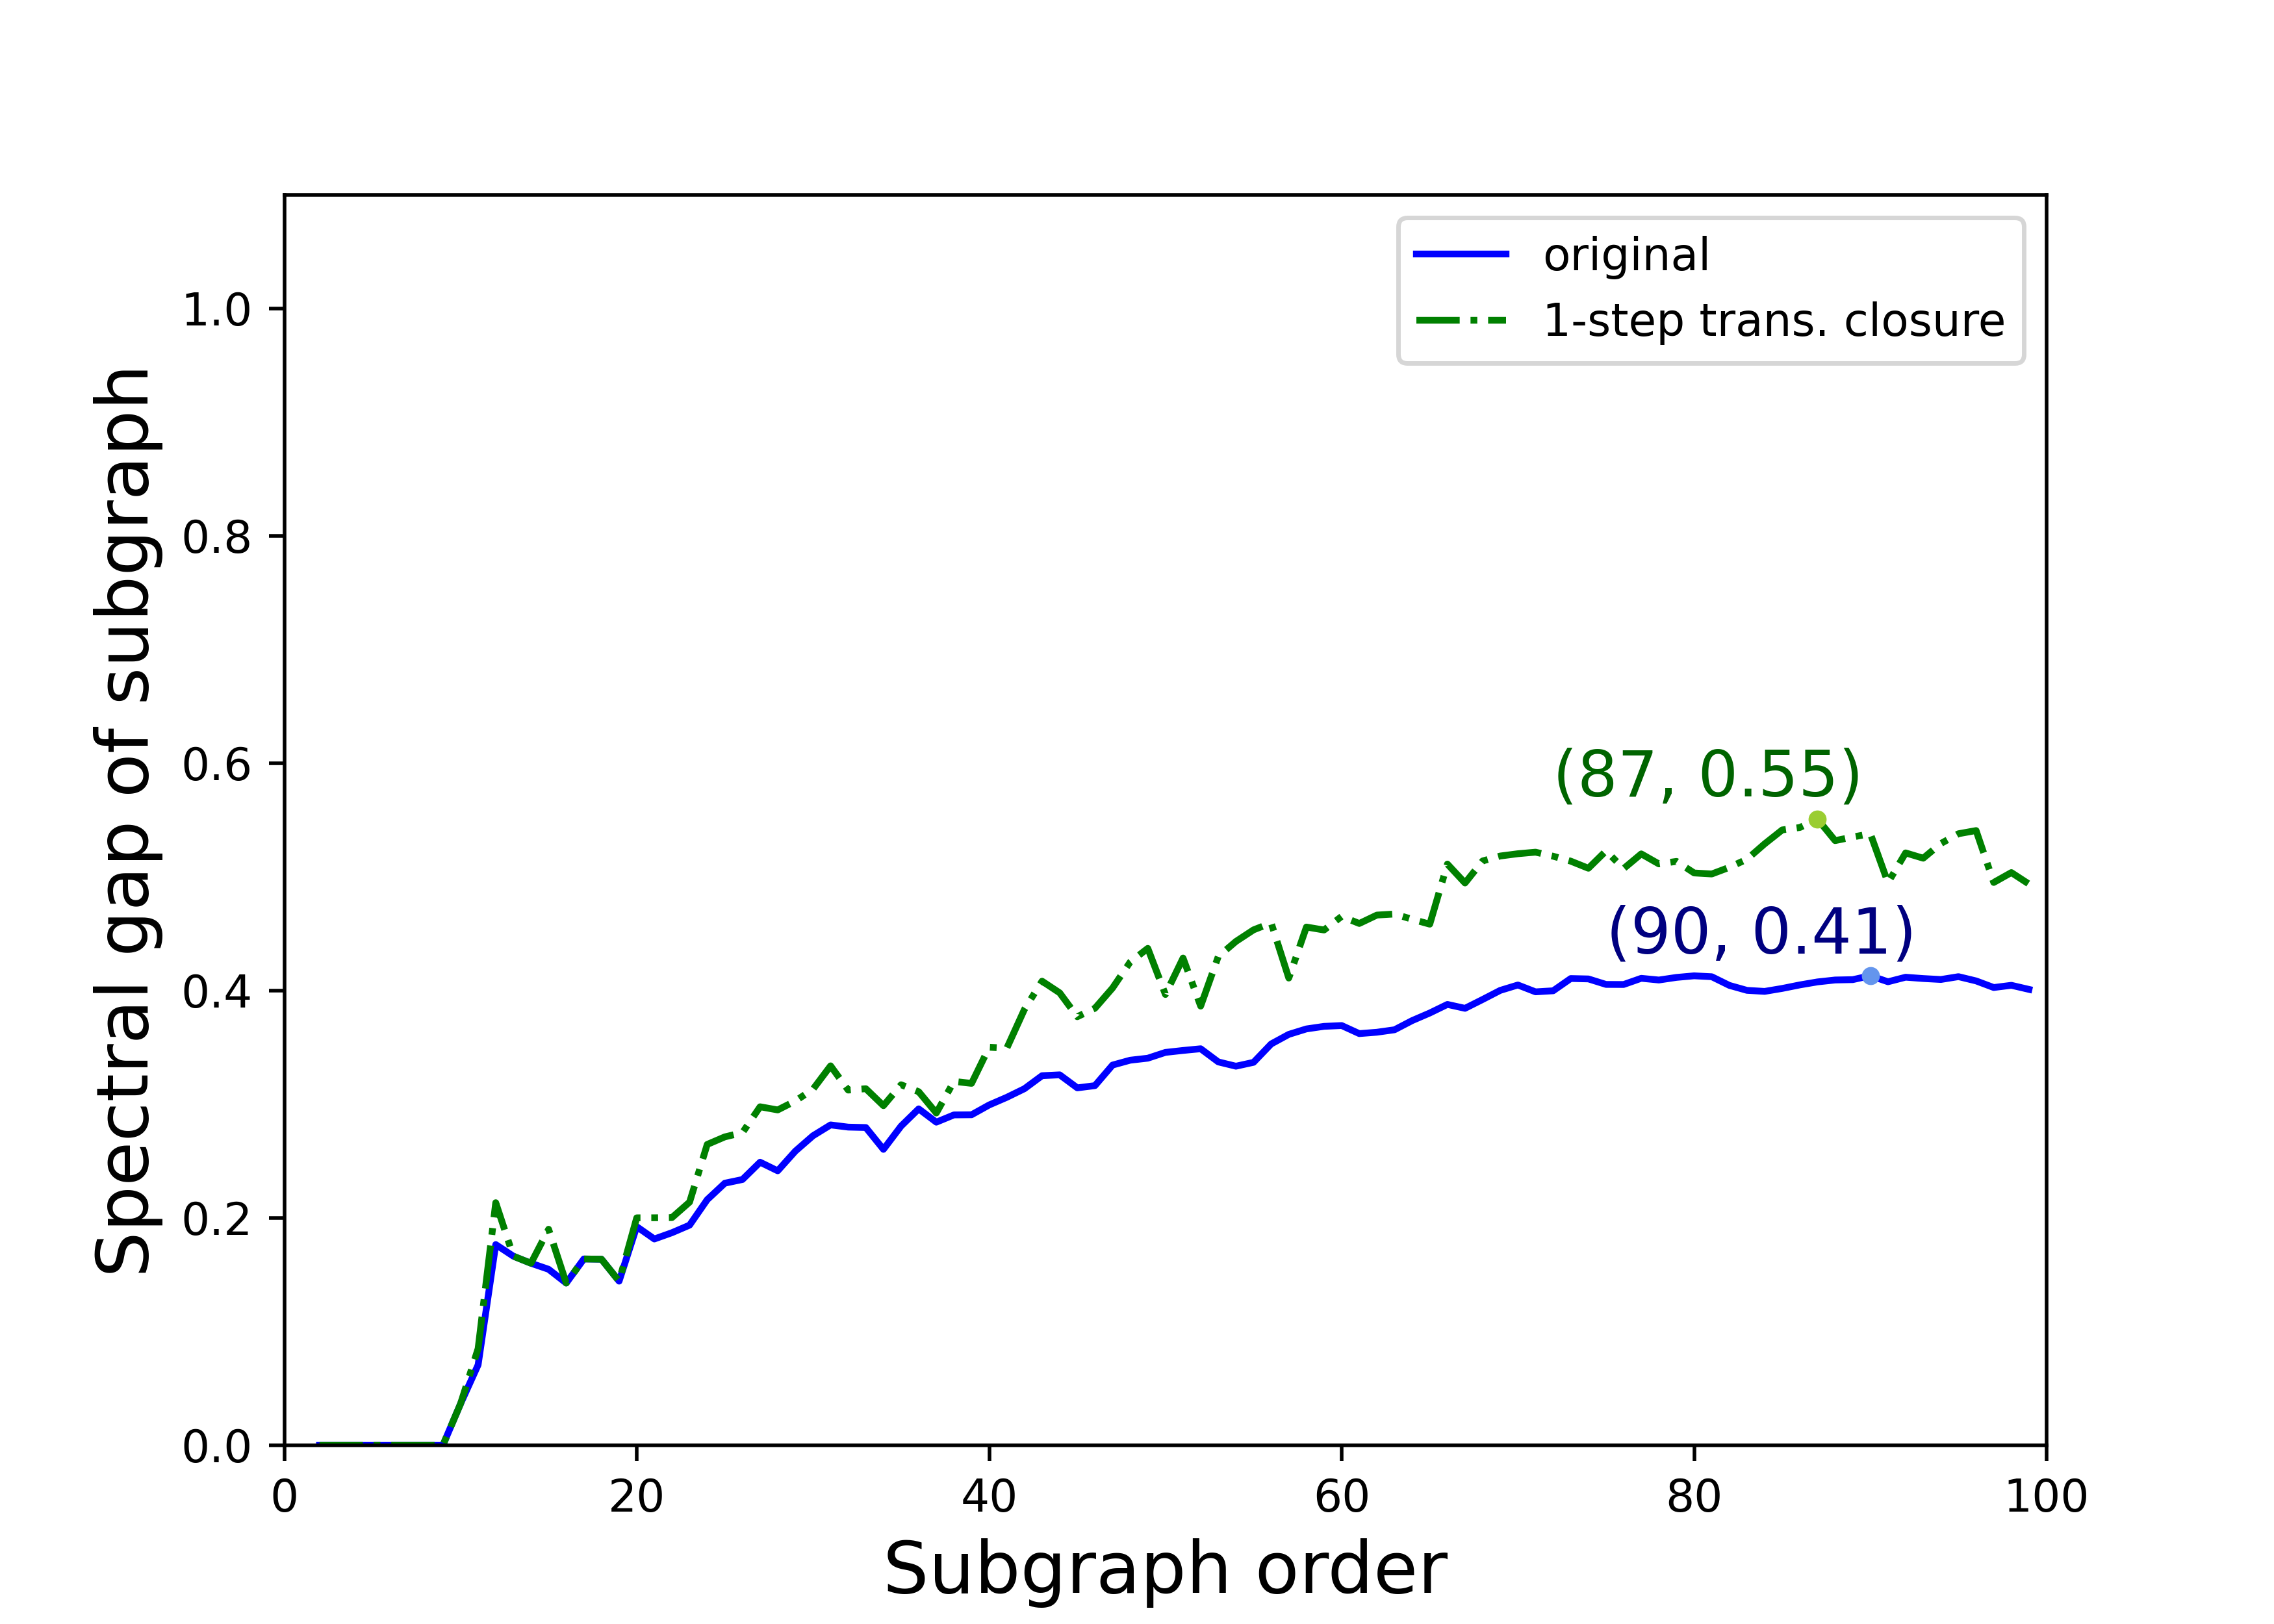 original
1-step trans. closure
1.0
0.8
0.6
0.4
0.2
0.0
Spectral gap of subgraph
(87, 0.55)
(90, 0.41)
0 20 40 60 80 100
Subgraph order